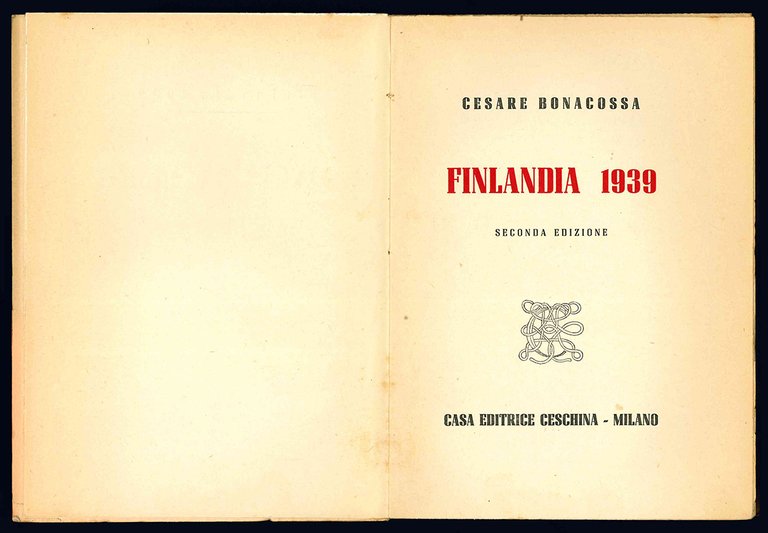 CESARE BONACOSSA
FINLANDIA 1939
SECONDA EDIZIONE
CASA EDITRICE CESCHINA - MILANO